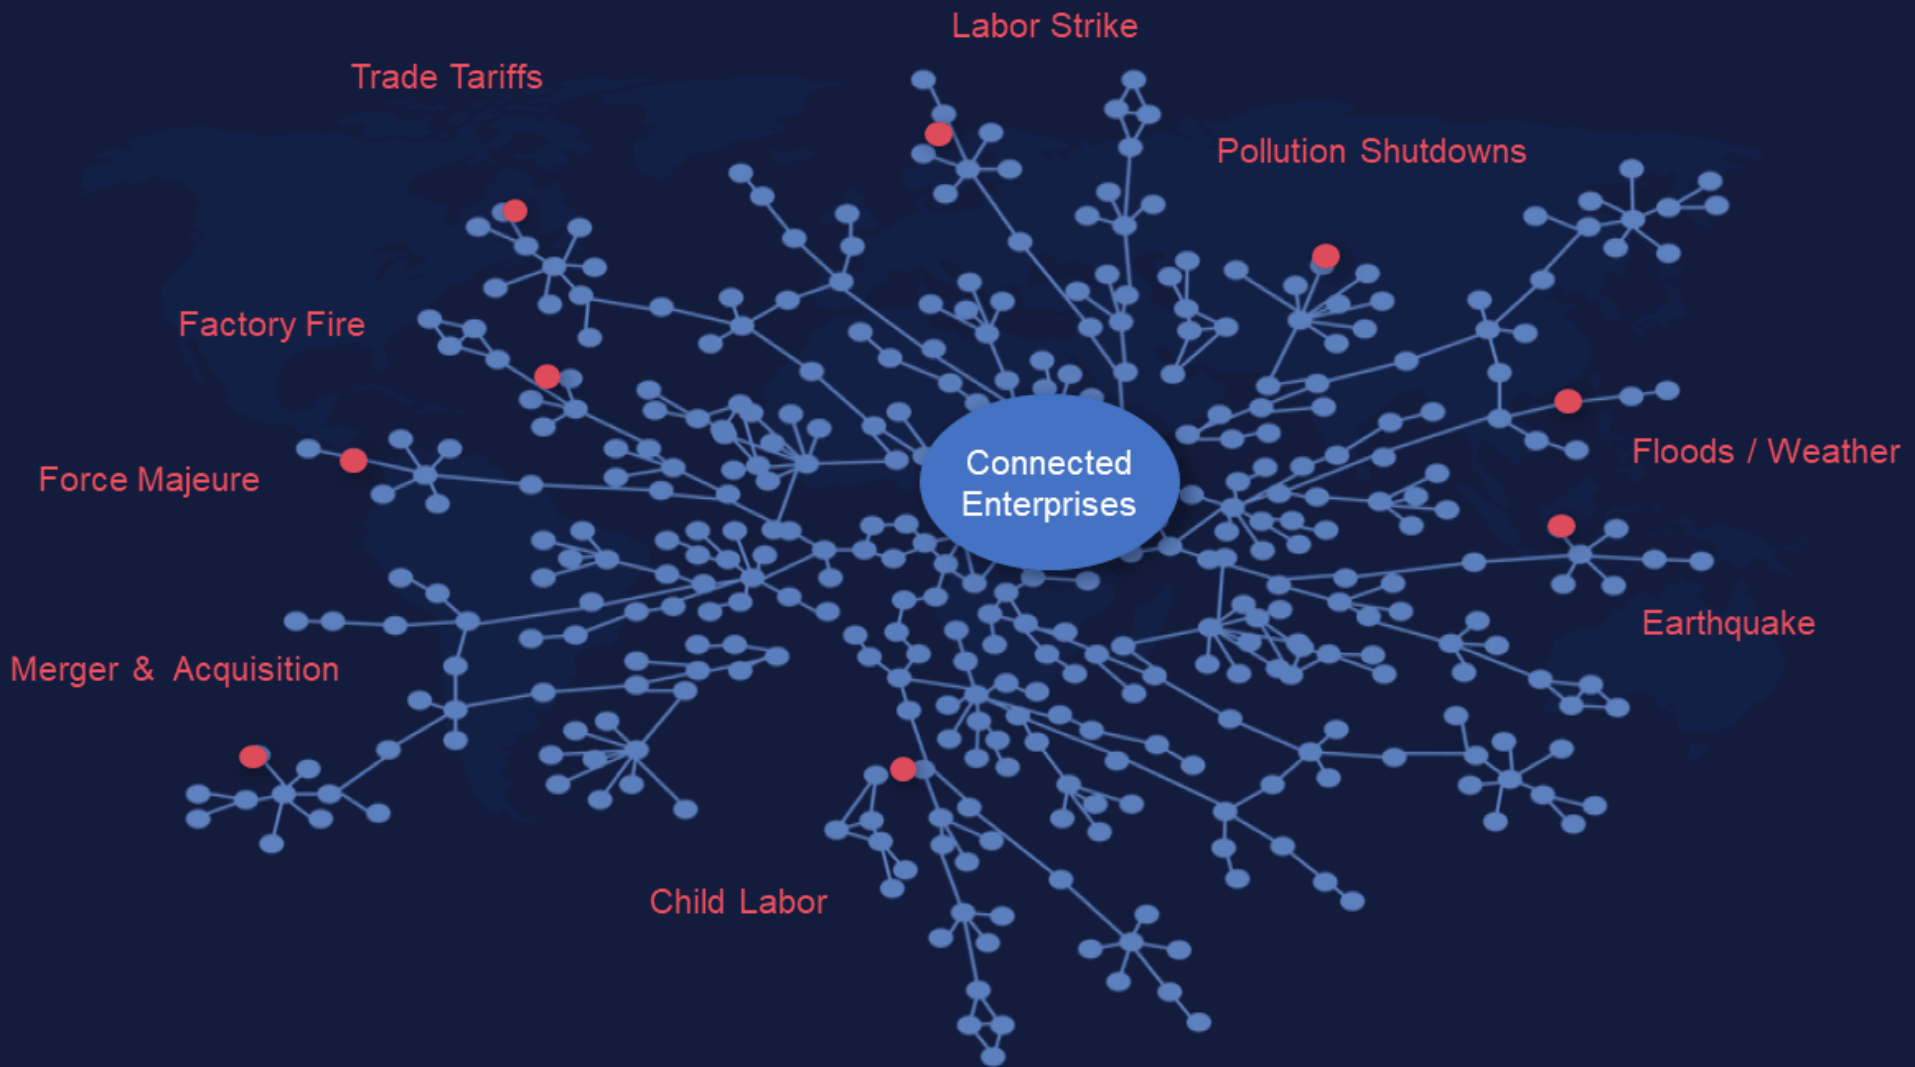 Labor Strike
Trade Tariffs
Pollution Shutdowns
Factory Fire
Connected
Enterprises
Floods / Weather
Force Majeure
Earthquake
Merger & Acquisition
Child Labor